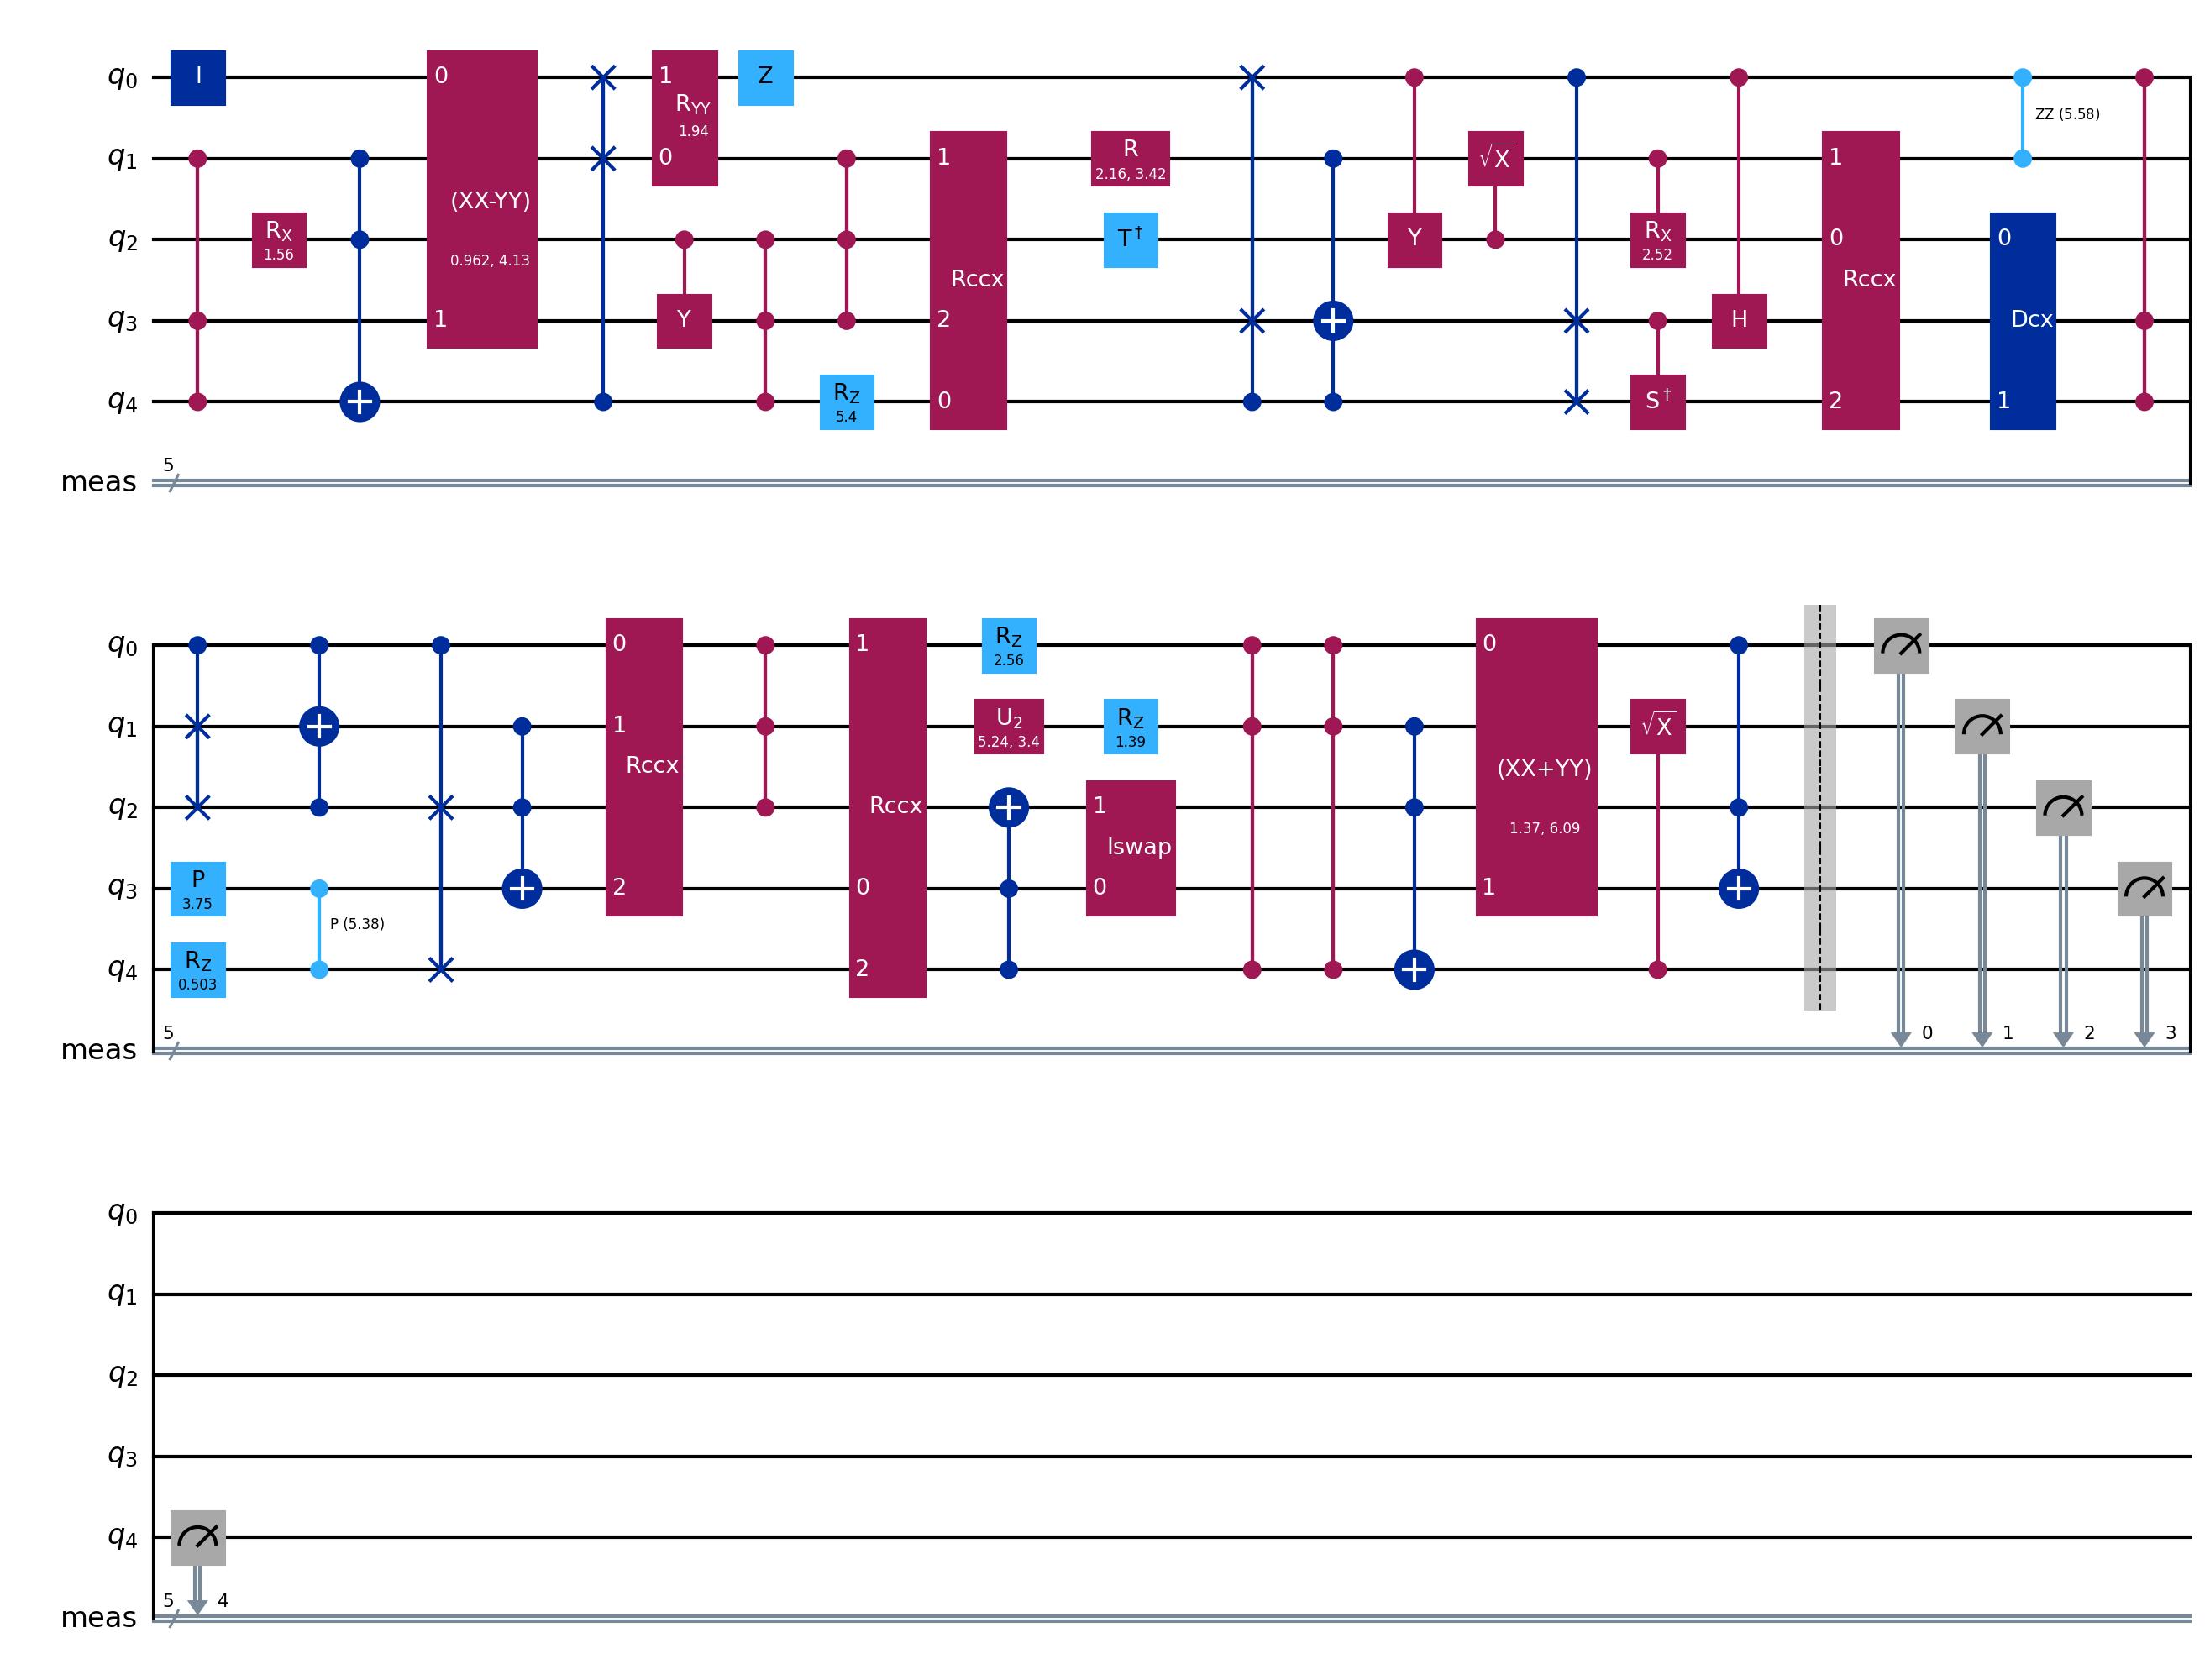 q0 I 0 1 Z
RYY
1.94
q1 0 1 R √X 1
2.16, 3.42
(XX-YY)
q2 RX T† Y RX 0 0
1.56 2.52
0.962, 4.13
Rccx Rccx
ZZ (5.58)
q3 1 Y 2 H Dcx
q4 RZ 0 S† 2 1
5.4
5
meas
q0 0 1 RZ 0
2.56
q1 1 U2 RZ √X
5.24, 3.4 1.39
Rccx (XX+YY)
q2 Rccx 1
1.37, 6.09
Iswap
q3 P 2 0 0 1
3.75
P (5.38)
q4 RZ 2
0.503
5 0 1 2 3
meas
q0
q1
q2
q3
q4
5 4
meas